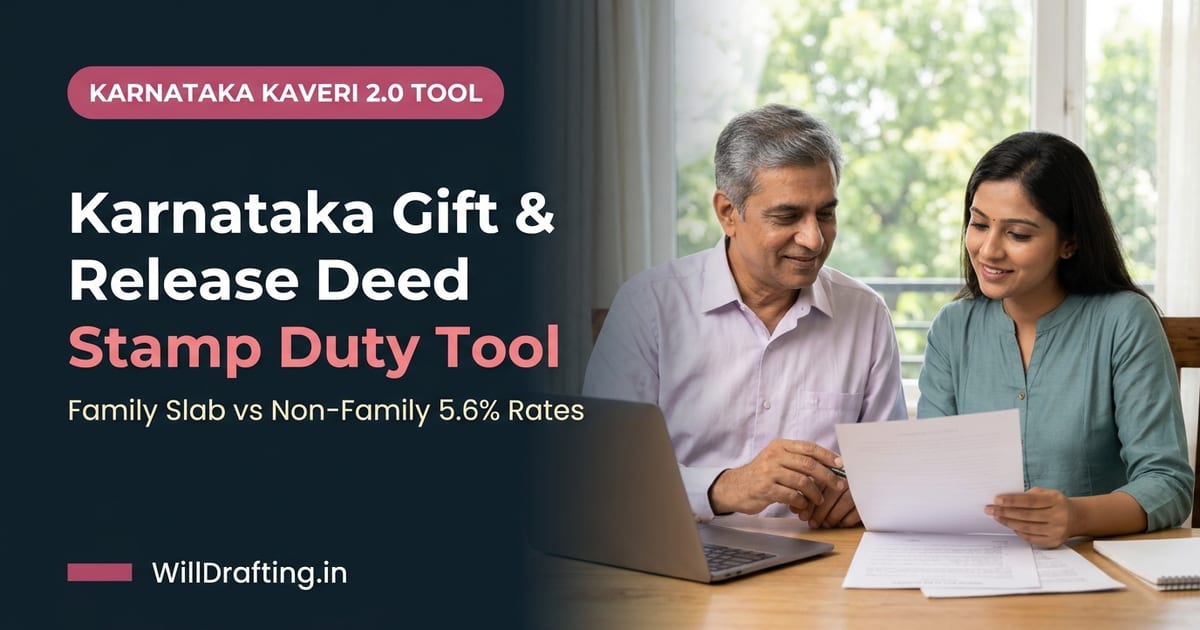 KARNATAKA KAVERI 2.0 TOOL
Karnataka Gift &
Release Deed
Stamp Duty Tool
Family Slab vs Non-Family 5.6% Rates
WillDrafting.in